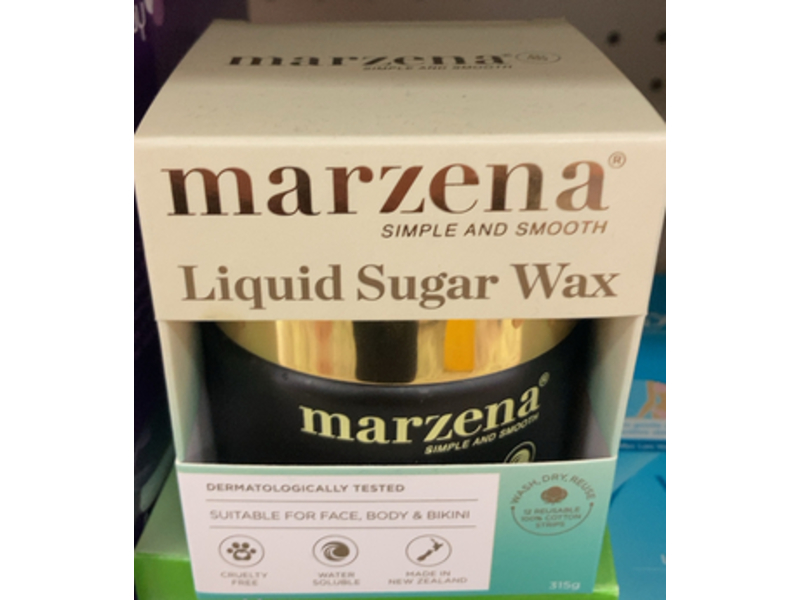 marzena
SIMPLE AND SMOOTH
marzena®
SIMPLE AND SMOOTH
Liquid Sugar Wax
marzena®
SIMPLE AND SMOOTH
DERMATOLOGICALLY TESTED
SUITABLE FOR FACE, BODY & BIKINI
CRUELTY
FREE
WATER
SOLUBLE
MADE IN
NEW ZEALAND
WASH, DRY, REUSE
12 REUSABLE
100% COTTON
STRIPS
315g